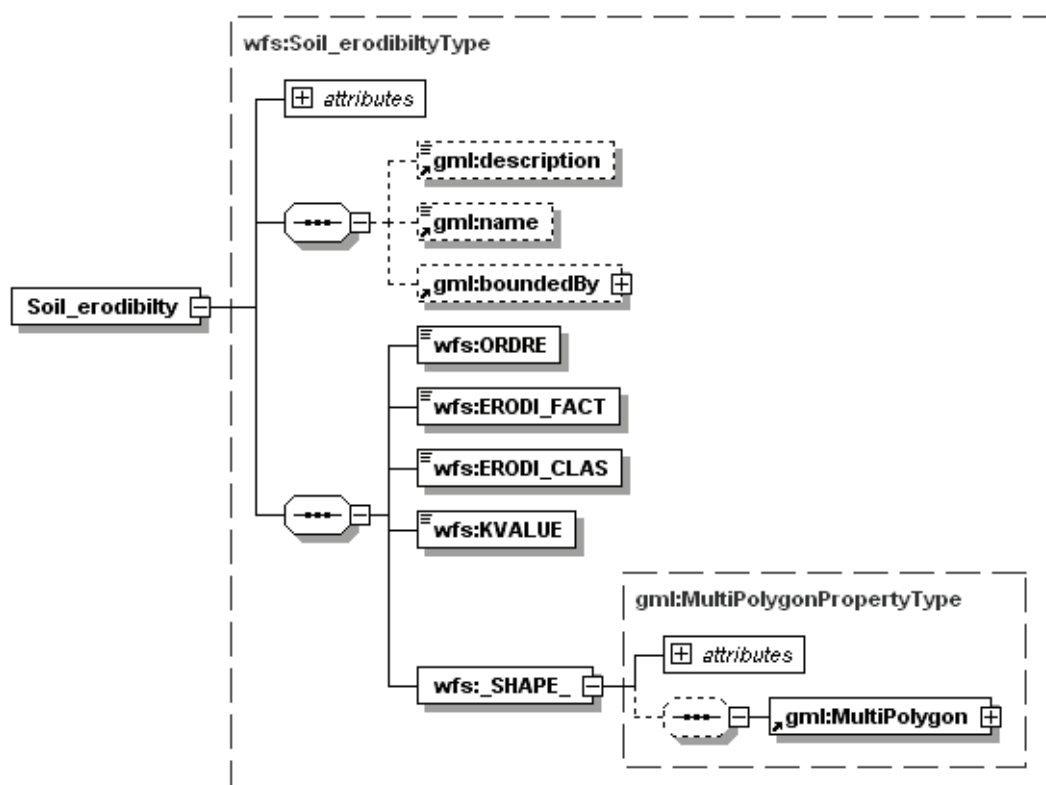 wfs:Soil_erodibiltyType
attributes
gml:description
gml:name
gml:boundedBy
Soil_erodibilty
wfs:ORDRE
wfs:ERODI_FACT
wfs:ERODI_CLAS
wfs:KVALUE
gml:MultiPolygonPropertyType
attributes
wfs:_SHAPE_
gml:MultiPolygon